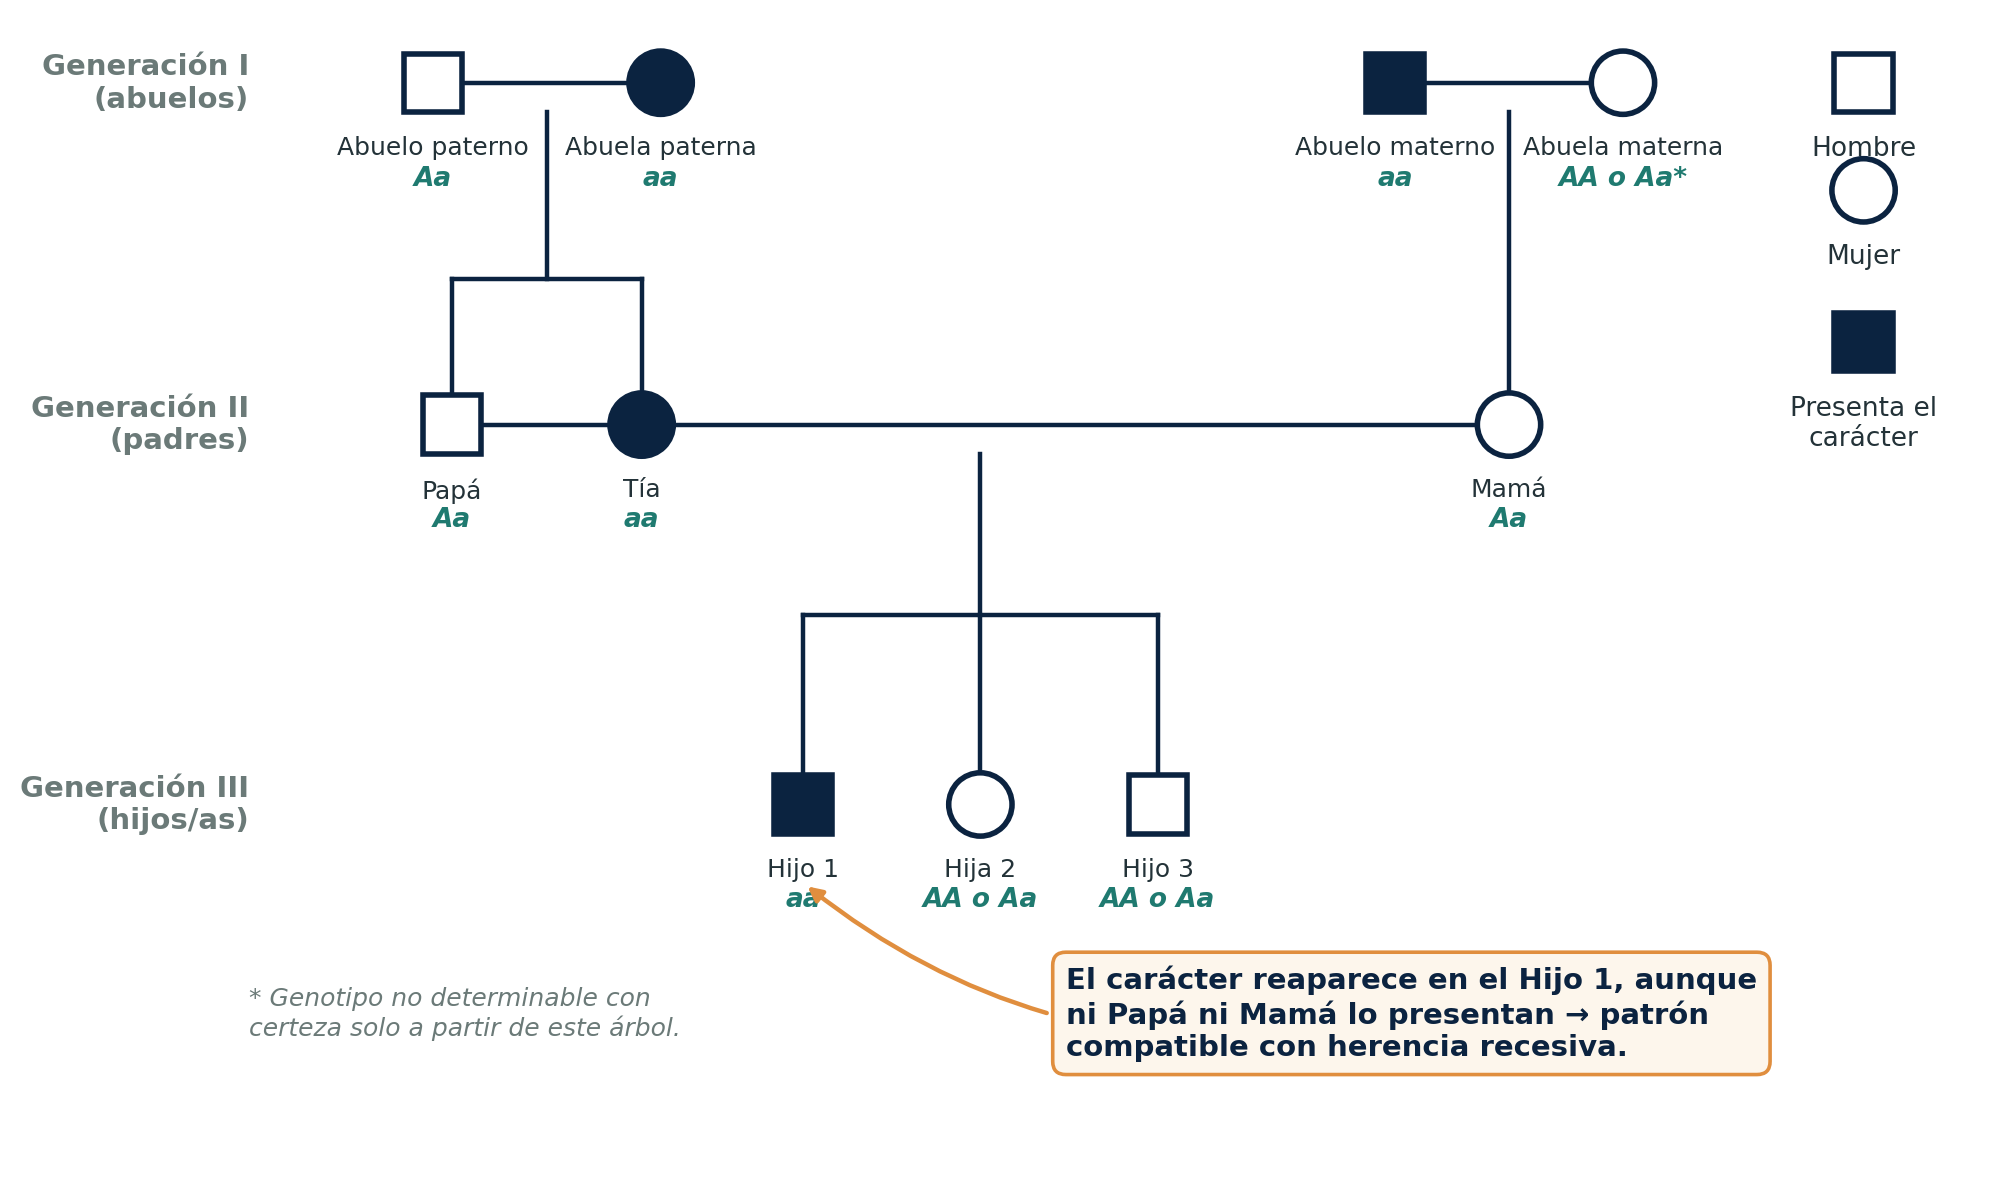 Generación I
(abuelos)
Abuelo paterno
Aa
Abuela paterna
aa
Abuelo materno
aa
Abuela materna
AA o Aa*
Hombre
Mujer
Presenta el
carácter
Generación II
(padres)
Papá
Aa
Tía
aa
Mamá
Aa
Generación III
(hijos/as)
Hijo 1
aa
Hija 2
AA o Aa
Hijo 3
AA o Aa
El carácter reaparece en el Hijo 1, aunque
ni Papá ni Mamá lo presentan → patrón
compatible con herencia recesiva.
* Genotipo no determinable con
certeza solo a partir de este árbol.